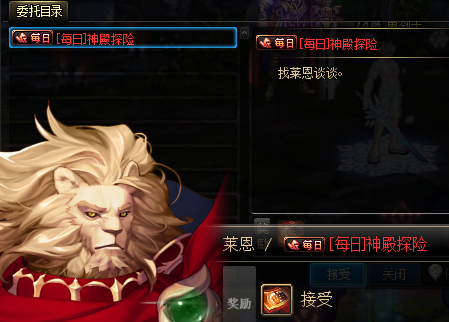 委托目录
每日 [每日]神殿探险
每日 [每日]神殿探险
找莱恩谈谈。
莱恩 / 每日 [每日]神殿探险
接受 关闭
奖励 接受